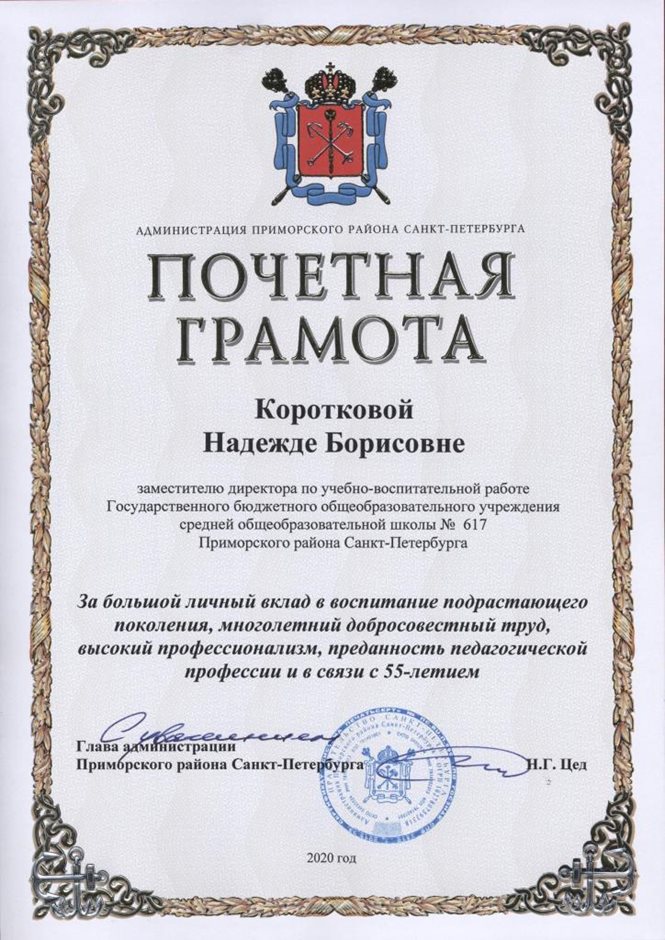 АДМИНИСТРАЦИЯ ПРИМОРСКОГО РАЙОНА САНКТ-ПЕТЕРБУРГА
ПОЧЕТНАЯ
ГРАМОТА
Коротковой
Надежде Борисовне
заместителю директора по учебно-воспитательной работе
Государственного бюджетного общеобразовательного учреждения
средней общеобразовательной школы № 617
Приморского района Санкт-Петербурга
За большой личный вклад в воспитание подрастающего
поколения, многолетний добросовестный труд,
высокий профессионализм, преданность педагогической
профессии и в связи с 55-летием
Глава администрации
Приморского района Санкт-Петербурга Н.Г. Цед
2020 год